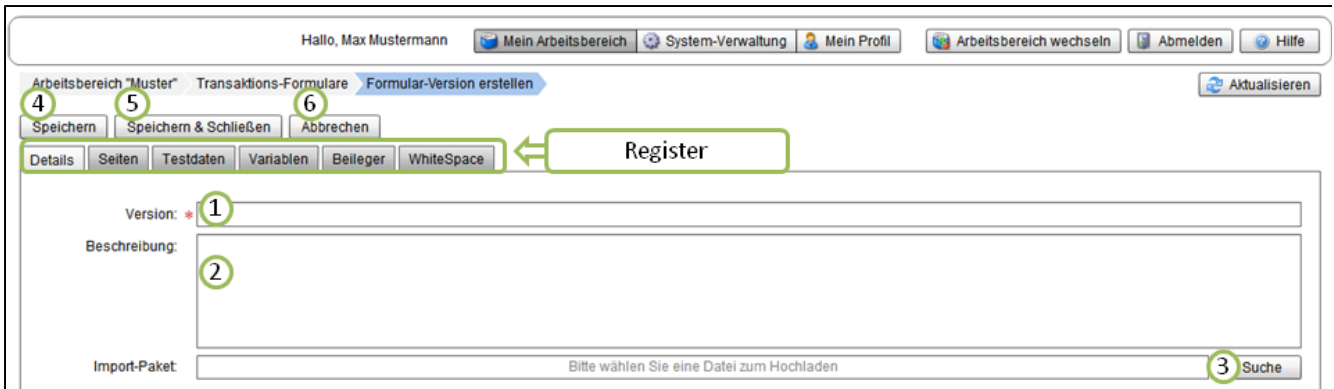 Hallo, Max Mustermann Mein Arbeitsbereich System-Verwaltung Mein Profil Arbeitsbereich wechseln Abmelden Hilfe
Arbeitsbereich "Muster" Transaktions-Formulare Formular-Version erstellen Aktualisieren
4 5 6
Speichern Speichern & Schließen Abbrechen
Details Seiten Testdaten Variablen Beileger WhiteSpace Register
Version: * 1
Beschreibung:
2
Import-Paket: Bitte wählen Sie eine Datei zum Hochladen 3 Suche